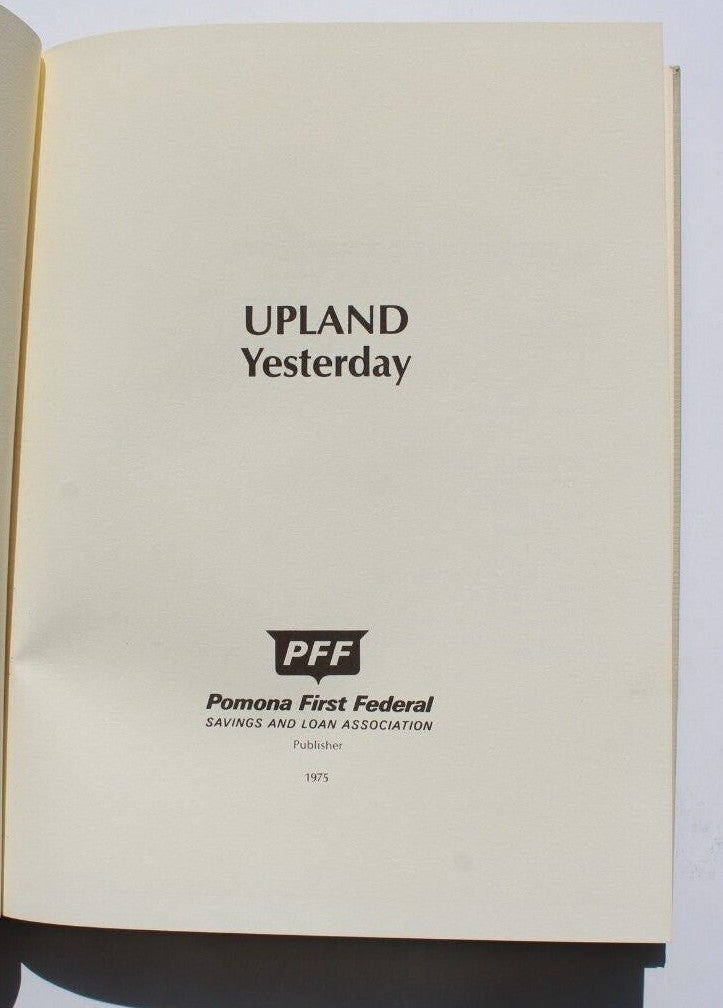 UPLAND
Yesterday
PFF
Pomona First Federal
SAVINGS AND LOAN ASSOCIATION
Publisher
1975